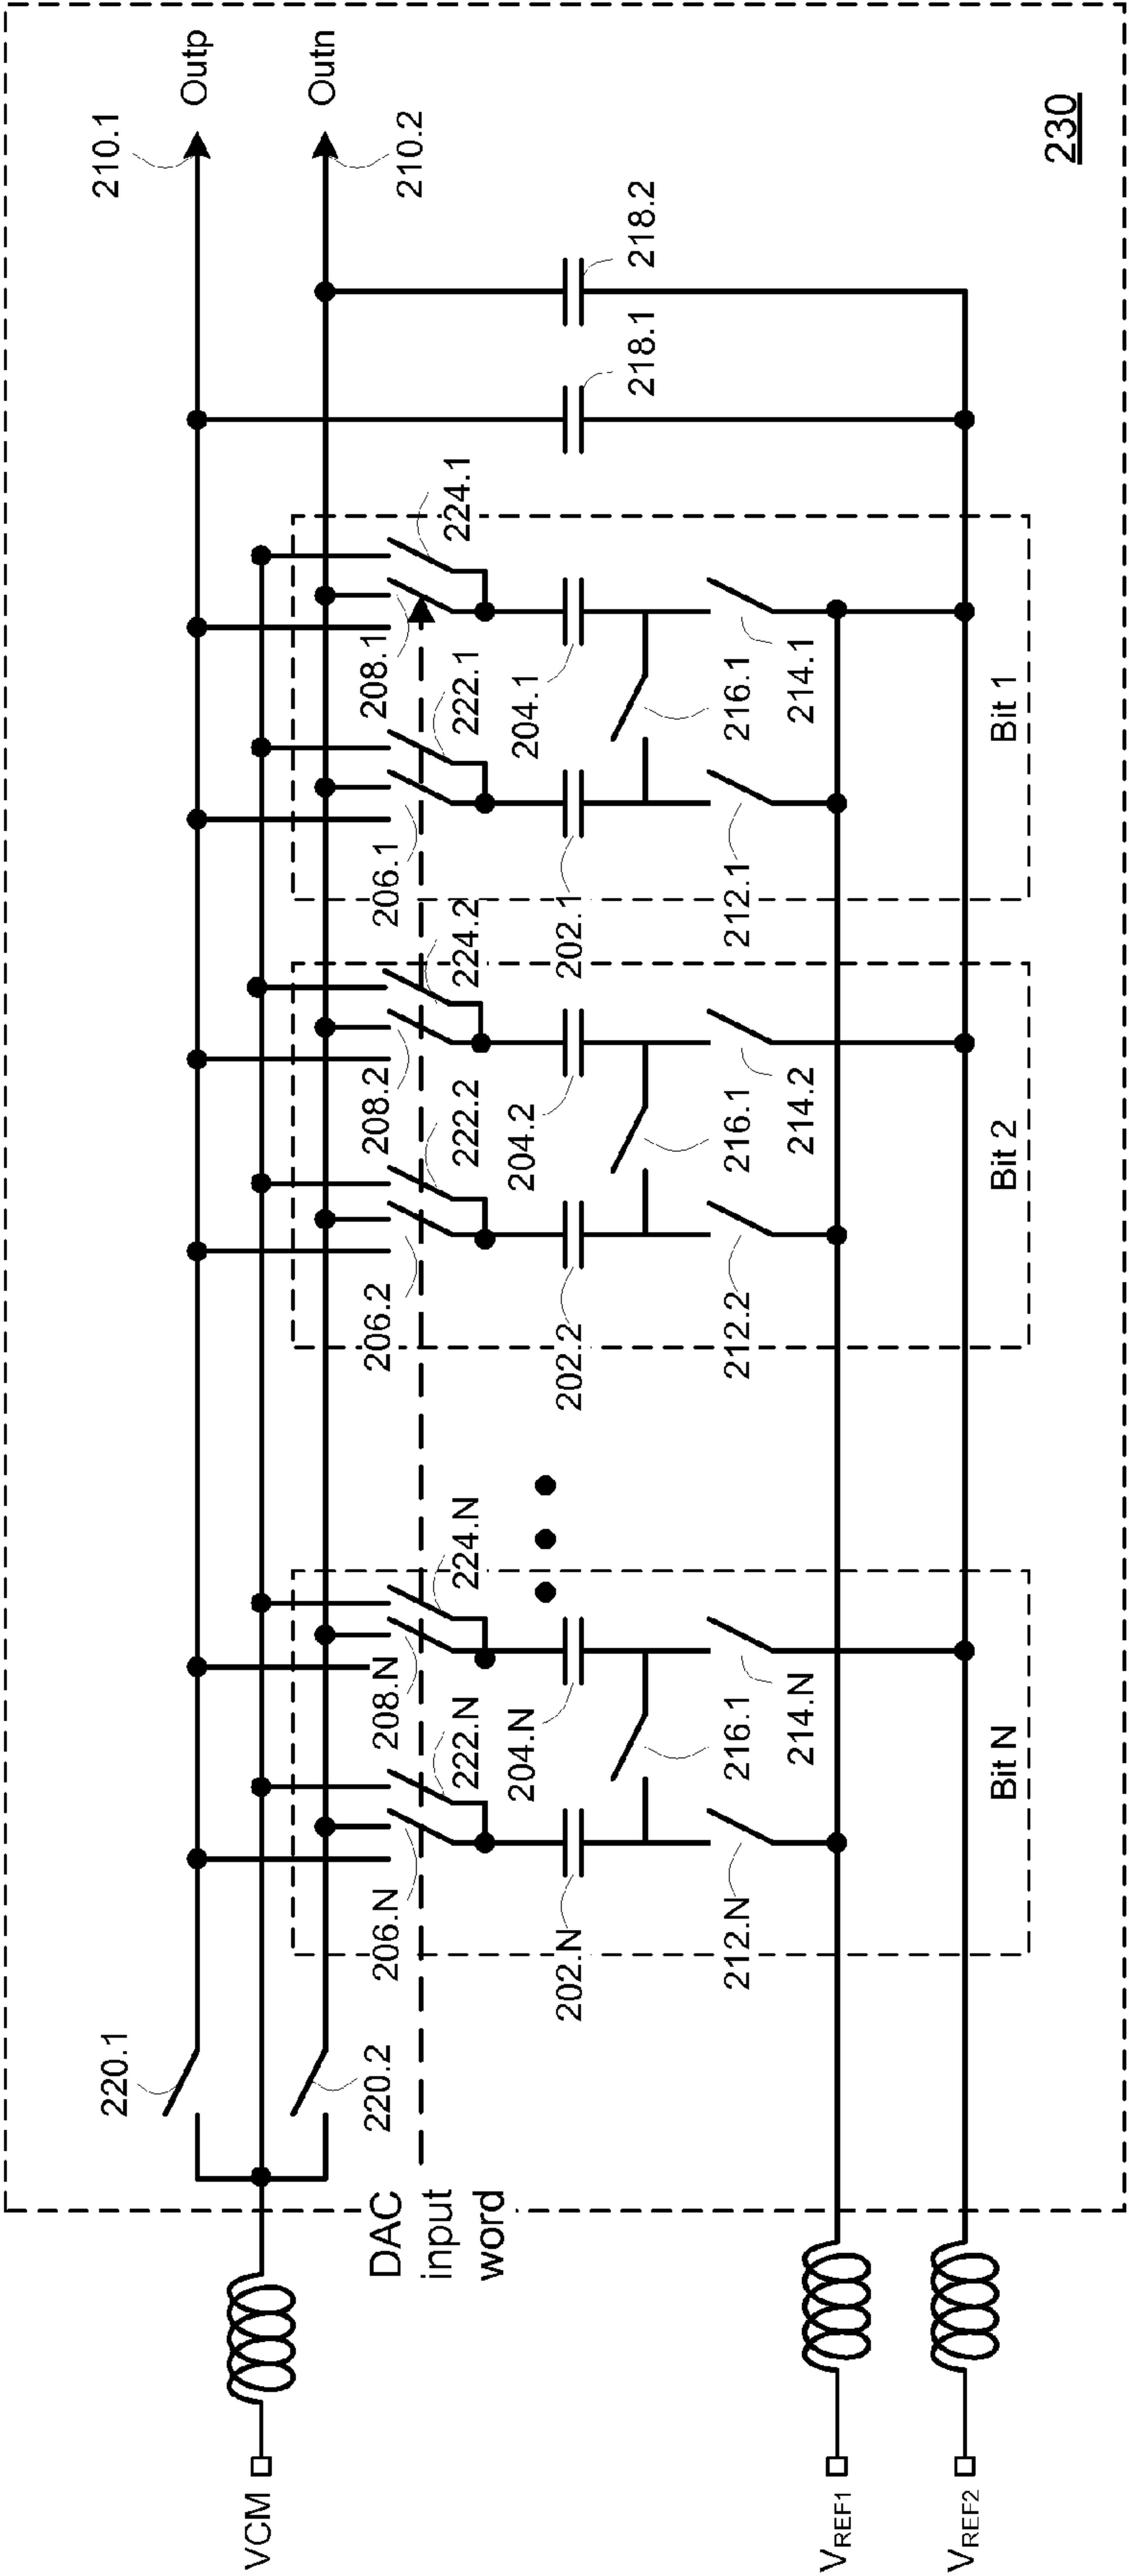 220.1
210.1
Outp
VCM
220.2
210.2
Outn
DAC
input
word
206.N
208.N
222.N
224.N
206.2
208.2
222.2
224.2
206.1
208.1
222.1
224.1
202.N
204.N
202.2
204.2
202.1
204.1
218.1
218.2
216.1
216.1
216.1
212.N
214.N
212.2
214.2
212.1
214.1
VREF1
VREF2
Bit N
Bit 2
Bit 1
230